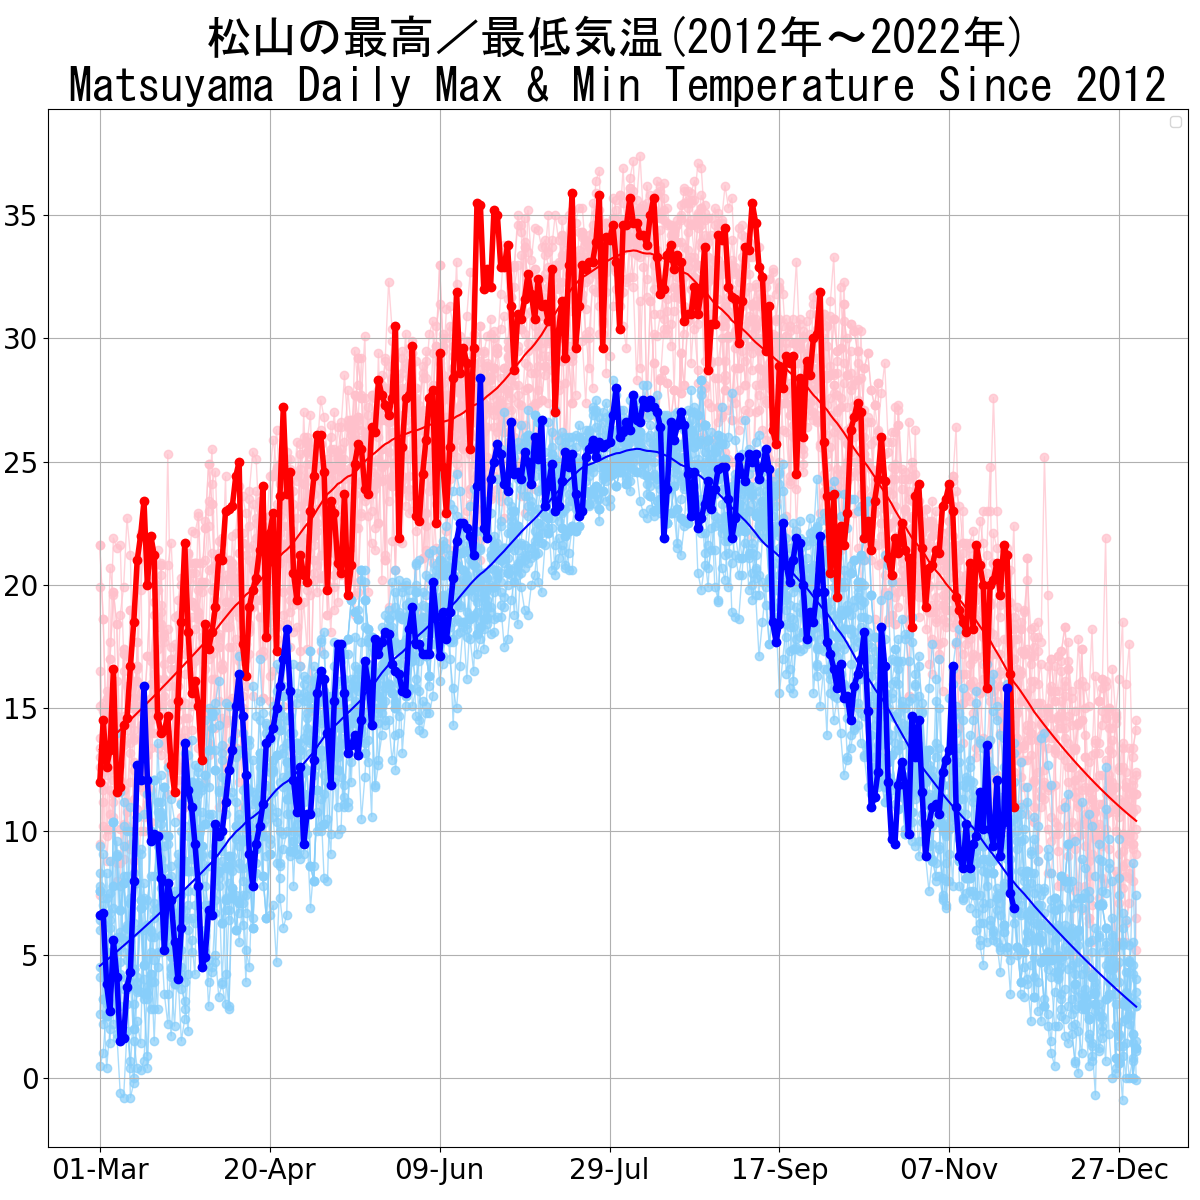 松山の最高／最低気温(2012年～2022年)
Matsuyama Daily Max & Min Temperature Since 2012
35
30
25
20
15
10
5
0
01-Mar 20-Apr 09-Jun 29-Jul 17-Sep 07-Nov 27-Dec